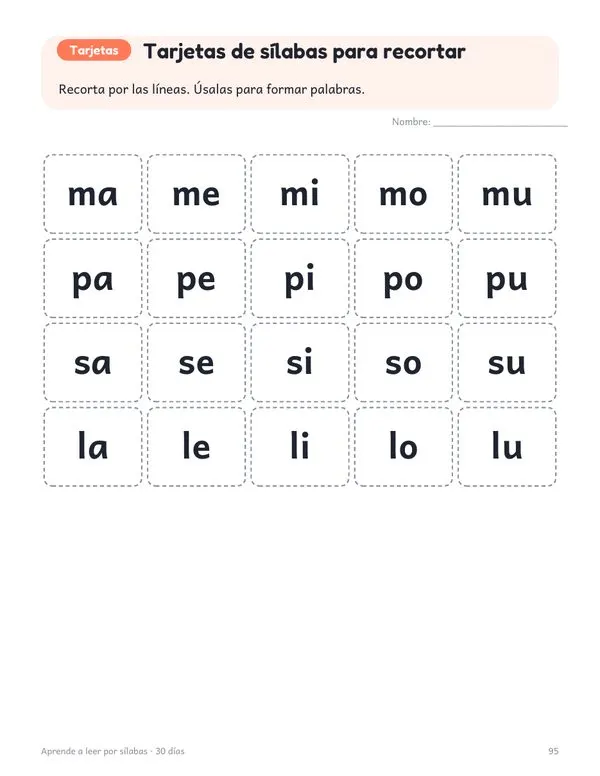 Tarjetas Tarjetas de sílabas para recortar
Recorta por las líneas. Úsalas para formar palabras.
Nombre: ____________________________
ma me mi mo mu
pa pe pi po pu
sa se si so su
la le li lo lu
Aprende a leer por sílabas · 30 días 95